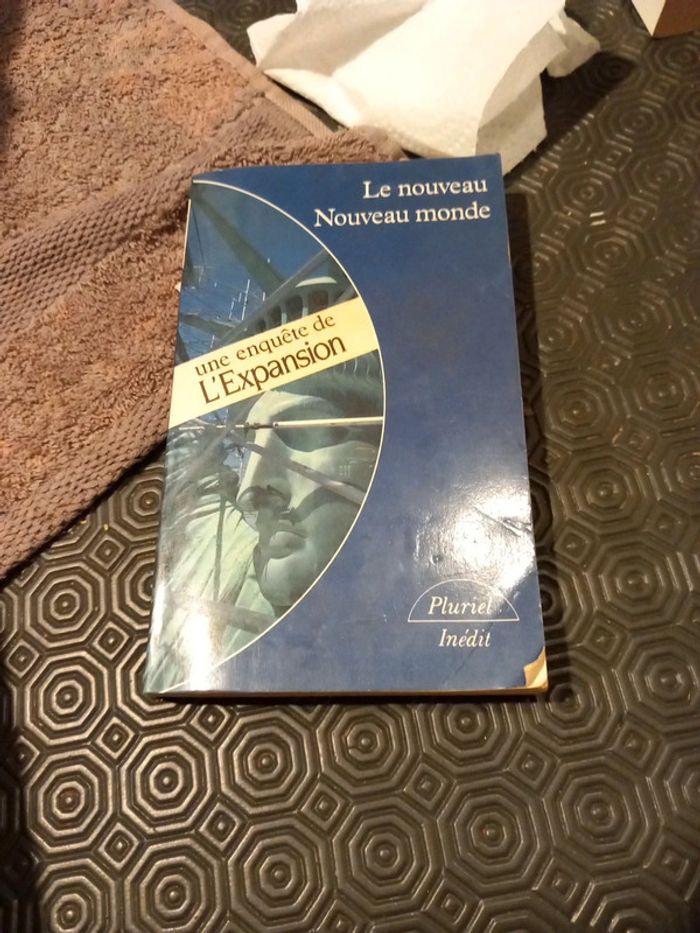 Le nouveau
Nouveau monde
une enquête de
L'Expansion
Pluriel
Inédit